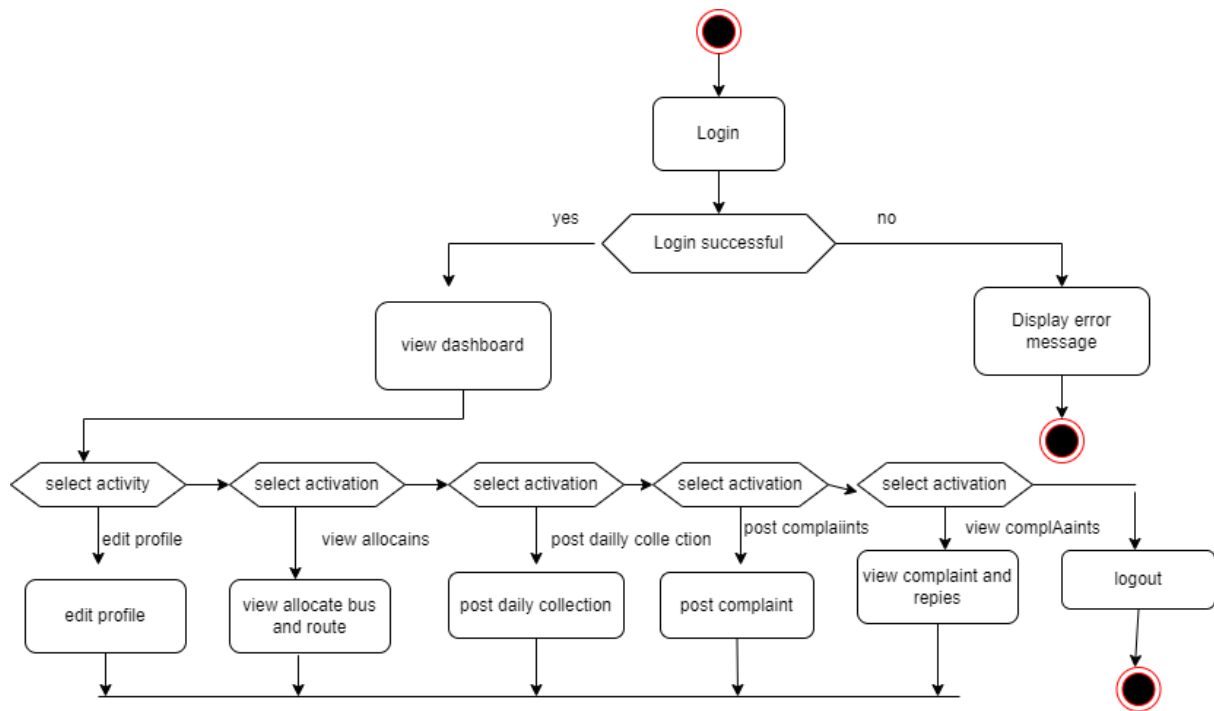 Login
yes
no
Login successful
Display error
message
view dashboard
select activity
select activation
select activation
select activation
select activation
edit profile
view allocains
post dailly colle ction
post complaiints
view complAaints
edit profile
view allocate bus
and route
post daily collection
post complaint
view complaint and
repies
logout